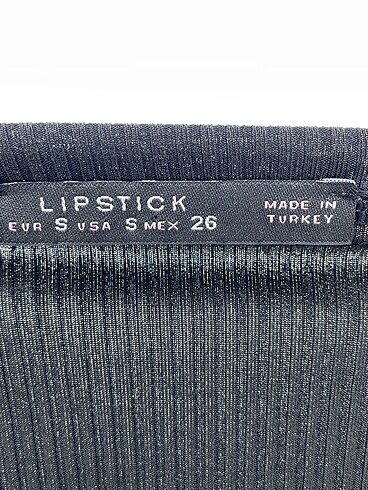 LIPSTICK
EUR S USA S MEX 26
MADE IN
TURKEY